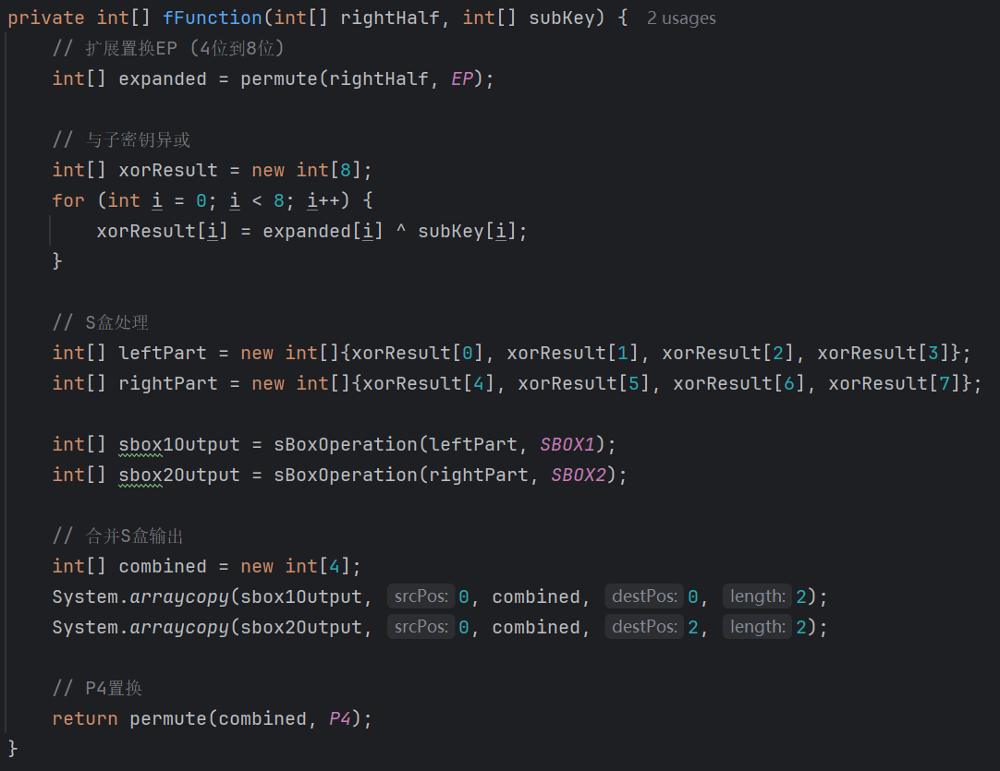 private int[] fFunction(int[] rightHalf, int[] subKey) {  2 usages
    // 扩展置换EP (4位到8位)
    int[] expanded = permute(rightHalf, EP);

    // 与子密钥异或
    int[] xorResult = new int[8];
    for (int i = 0; i < 8; i++) {
        xorResult[i] = expanded[i] ^ subKey[i];
    }

    // S盒处理
    int[] leftPart = new int[]{xorResult[0], xorResult[1], xorResult[2], xorResult[3]};
    int[] rightPart = new int[]{xorResult[4], xorResult[5], xorResult[6], xorResult[7]};

    int[] sbox1Output = sBoxOperation(leftPart, SBOX1);
    int[] sbox2Output = sBoxOperation(rightPart, SBOX2);

    // 合并S盒输出
    int[] combined = new int[4];
    System.arraycopy(sbox1Output, srcPos: 0, combined, destPos: 0, length: 2);
    System.arraycopy(sbox2Output, srcPos: 0, combined, destPos: 2, length: 2);

    // P4置换
    return permute(combined, P4);
}